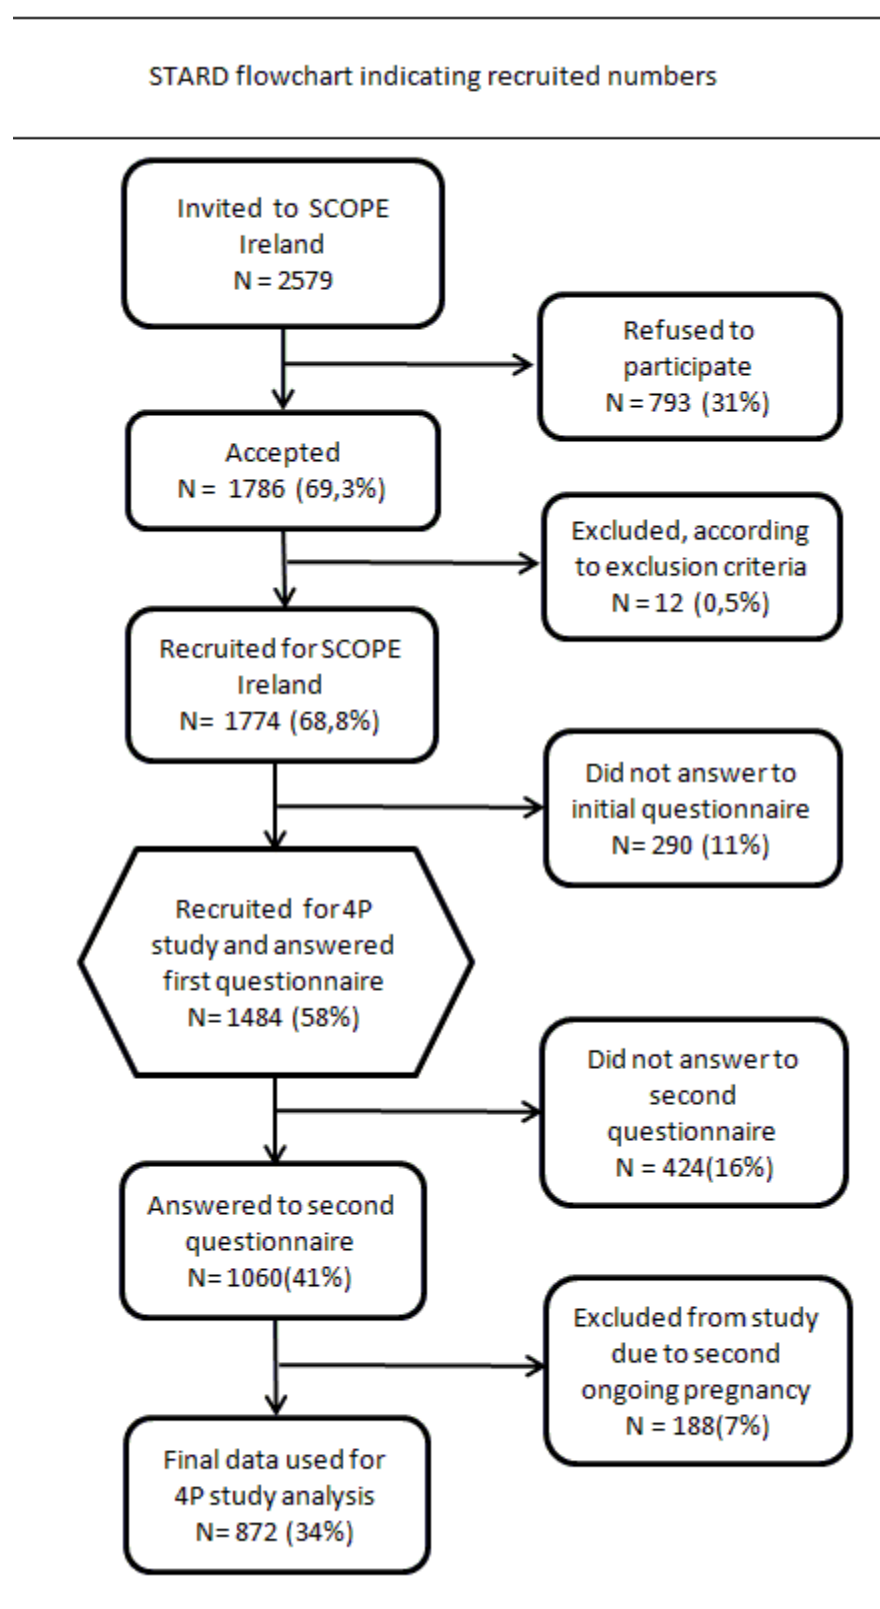 STARD flowchart indicating recruited numbers
Invited to SCOPE
Ireland
N = 2579
Refused to
participate
N = 793 (31%)
Accepted
N = 1786 (69,3%)
Excluded, according
to exclusion criteria
N = 12 (0,5%)
Recruited for SCOPE
Ireland
N= 1774 (68,8%)
Did not answer to
initial questionnaire
N= 290 (11%)
Recruited for 4P
study and answered
first questionnaire
N= 1484 (58%)
Did not answer to
second
questionnaire
N = 424(16%)
Answered to second
questionnaire
N= 1060(41%)
Excluded from study
due to second
ongoing pregnancy
N = 188(7%)
Final data used for
4P study analysis
N= 872 (34%)